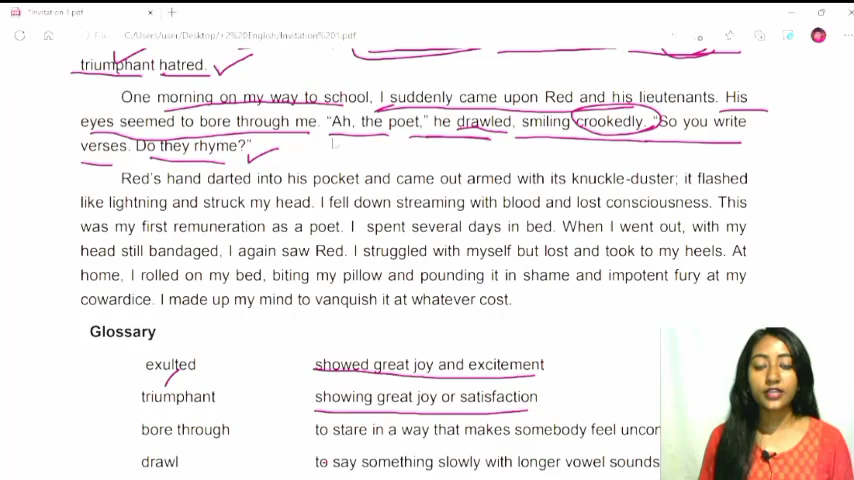 Invitation 1.pdf
File
C:/Users/user/Desktop/+2 English/Invitation%201.pdf
triumphant hatred.
One morning on my way to school, I suddenly came upon Red and his lieutenants. His
eyes seemed to bore through me. “Ah, the poet,” he drawled, smiling crookedly. “So you write
verses. Do they rhyme?”
Red's hand darted into his pocket and came out armed with its knuckle-duster; it flashed
like lightning and struck my head. I fell down streaming with blood and lost consciousness. This
was my first remuneration as a poet. I spent several days in bed. When I went out, with my
head still bandaged, I again saw Red. I struggled with myself but lost and took to my heels. At
home, I rolled on my bed, biting my pillow and pounding it in shame and impotent fury at my
cowardice. I made up my mind to vanquish it at whatever cost.
Glossary
exulted showed great joy and excitement
triumphant showing great joy or satisfaction
bore through to stare in a way that makes somebody feel uncor
drawl to say something slowly with longer vowel sounds